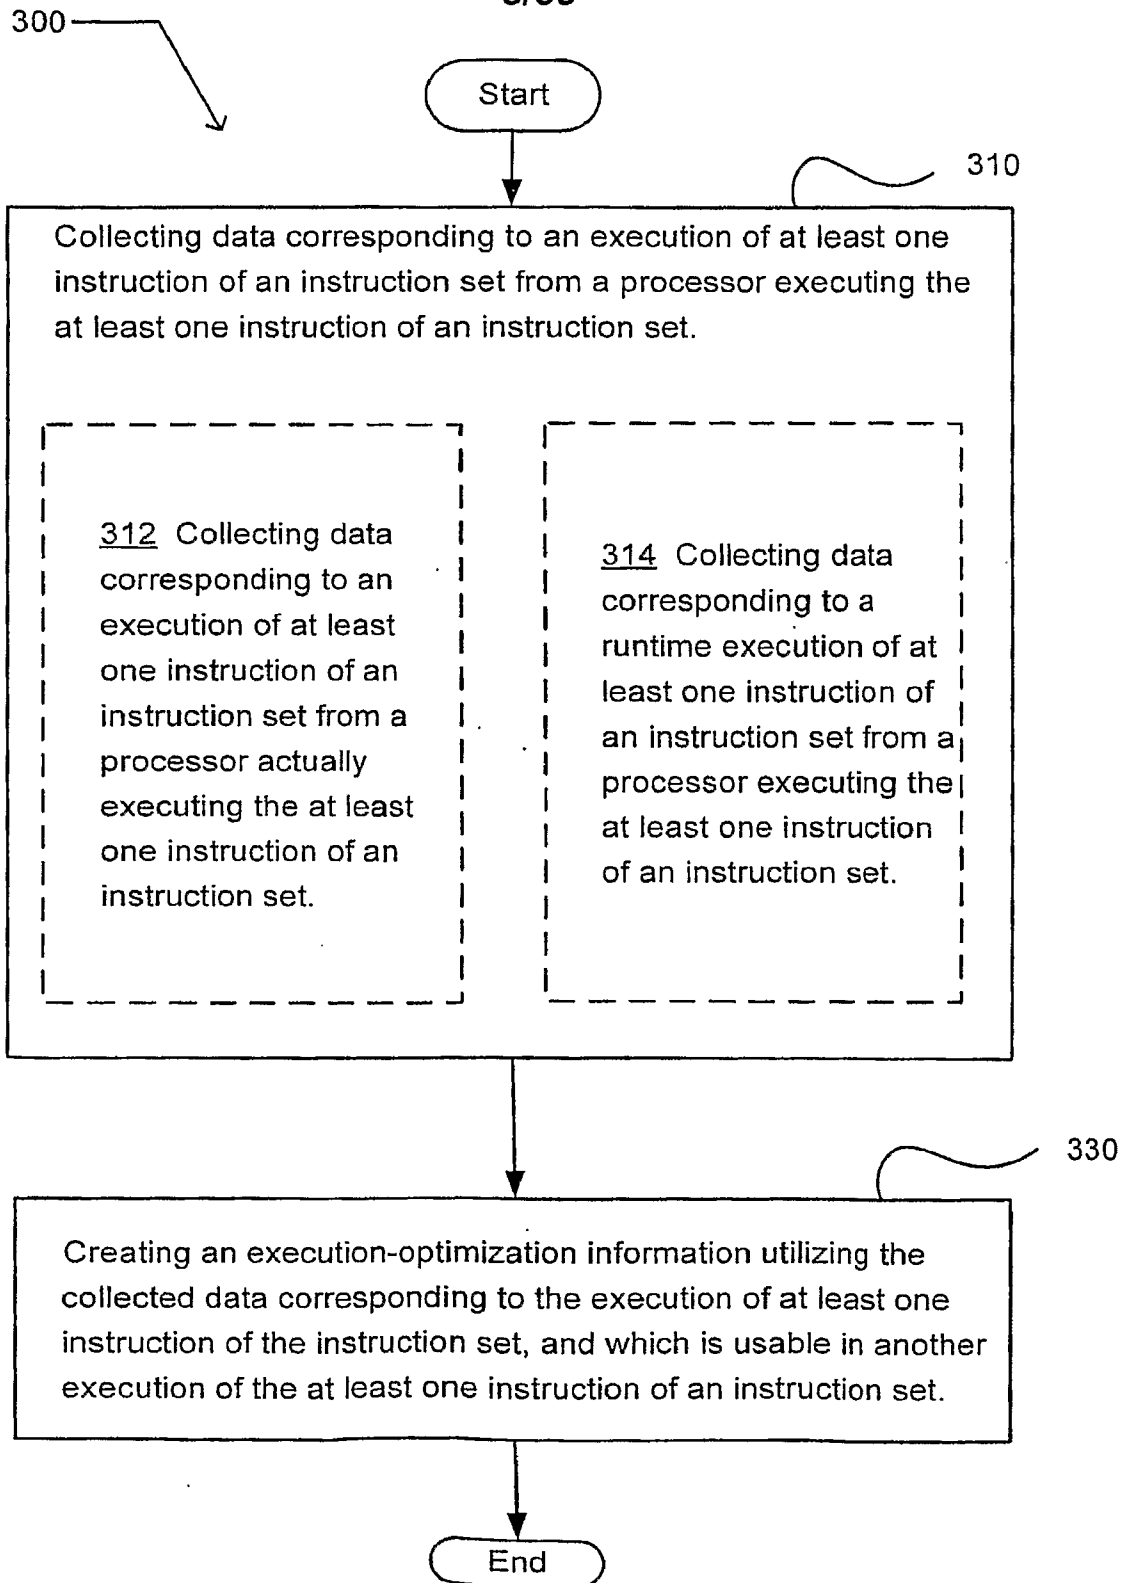 300
Start
310
Collecting data corresponding to an execution of at least one
instruction of an instruction set from a processor executing the
at least one instruction of an instruction set.
312 Collecting data
corresponding to an
execution of at least
one instruction of an
instruction set from a
processor actually
executing the at least
one instruction of an
instruction set.
314 Collecting data
corresponding to a
runtime execution of at
least one instruction of
an instruction set from a
processor executing the
at least one instruction
of an instruction set.
330
Creating an execution-optimization information utilizing the
collected data corresponding to the execution of at least one
instruction of the instruction set, and which is usable in another
execution of the at least one instruction of an instruction set.
End